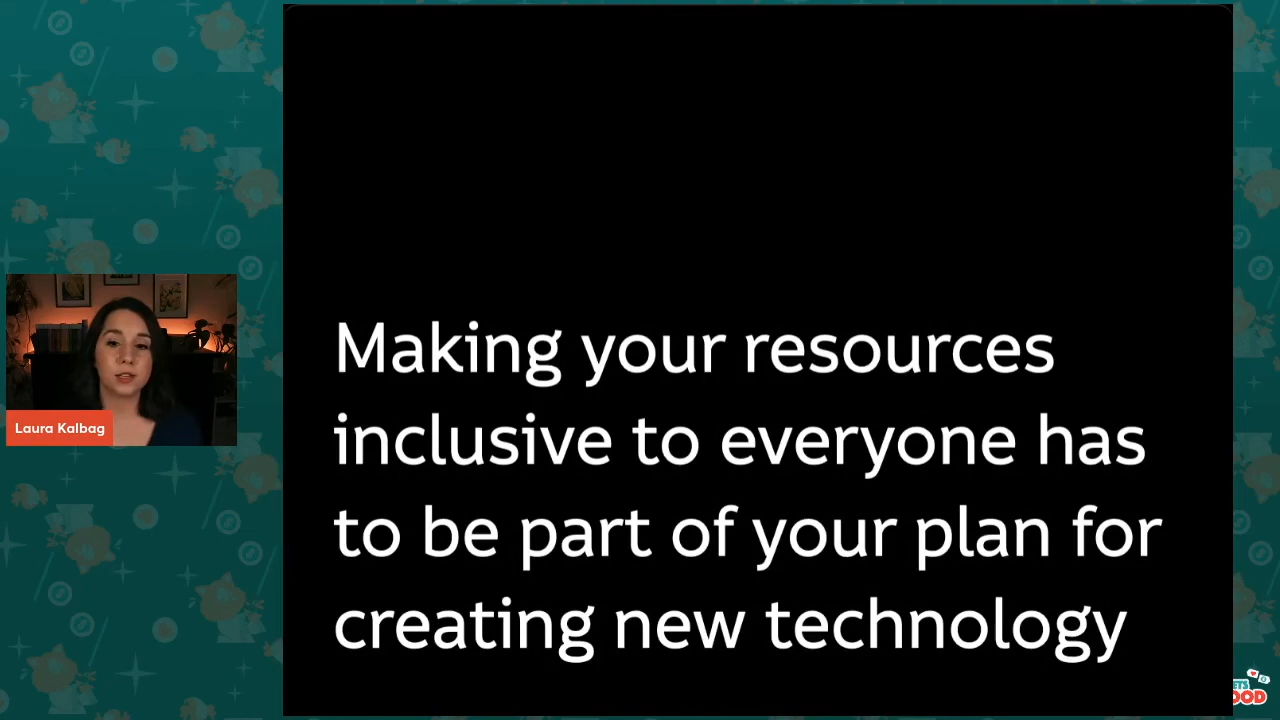 Making your resources
inclusive to everyone has
to be part of your plan for
creating new technology
Laura Kalbag